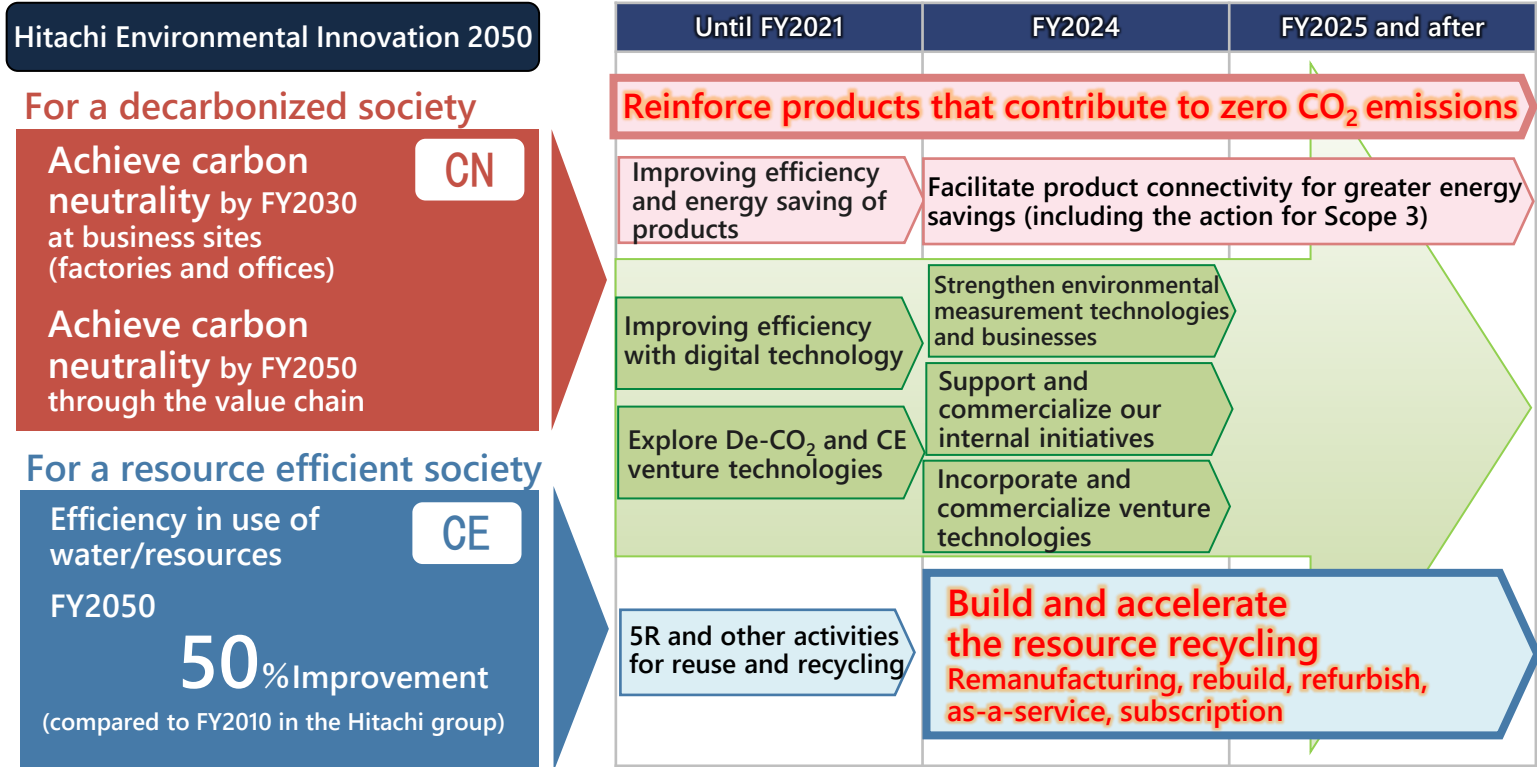 Hitachi Environmental Innovation 2050
For a decarbonized society
Achieve carbon
neutrality by FY2030
at business sites
(factories and offices)
CN
Achieve carbon
neutrality by FY2050
through the value chain
For a resource efficient society
Efficiency in use of
water/resources
CE
FY2050
50%Improvement
(compared to FY2010 in the Hitachi group)
Until FY2021
FY2024
FY2025 and after
Reinforce products that contribute to zero CO₂ emissions
Improving efficiency
and energy saving of
products
Facilitate product connectivity for greater energy
savings (including the action for Scope 3)
Improving efficiency
with digital technology
Explore De-CO₂ and CE
venture technologies
Strengthen environmental
measurement technologies
and businesses
Support and
commercialize our
internal initiatives
Incorporate and
commercialize venture
technologies
5R and other activities
for reuse and recycling
Build and accelerate
the resource recycling
Remanufacturing, rebuild, refurbish,
as-a-service, subscription